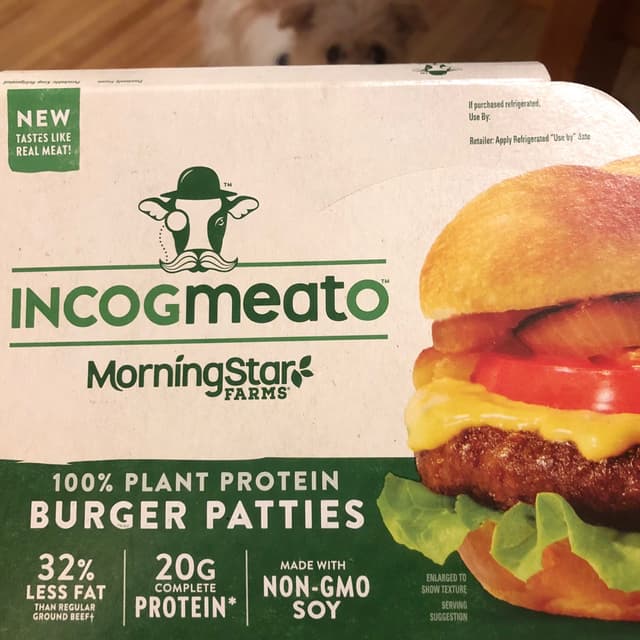 If purchased refrigerated,
Use By:
Retailer: Apply Refrigerated "Use by" date
NEW
TASTES LIKE
REAL MEAT!
TM
INCOGmeato™
MorningStar
FARMS®
100% PLANT PROTEIN
BURGER PATTIES
32%
LESS FAT
THAN REGULAR
GROUND BEEF†
20G
COMPLETE
PROTEIN*
MADE WITH
NON-GMO
SOY
ENLARGED TO
SHOW TEXTURE
SERVING
SUGGESTION